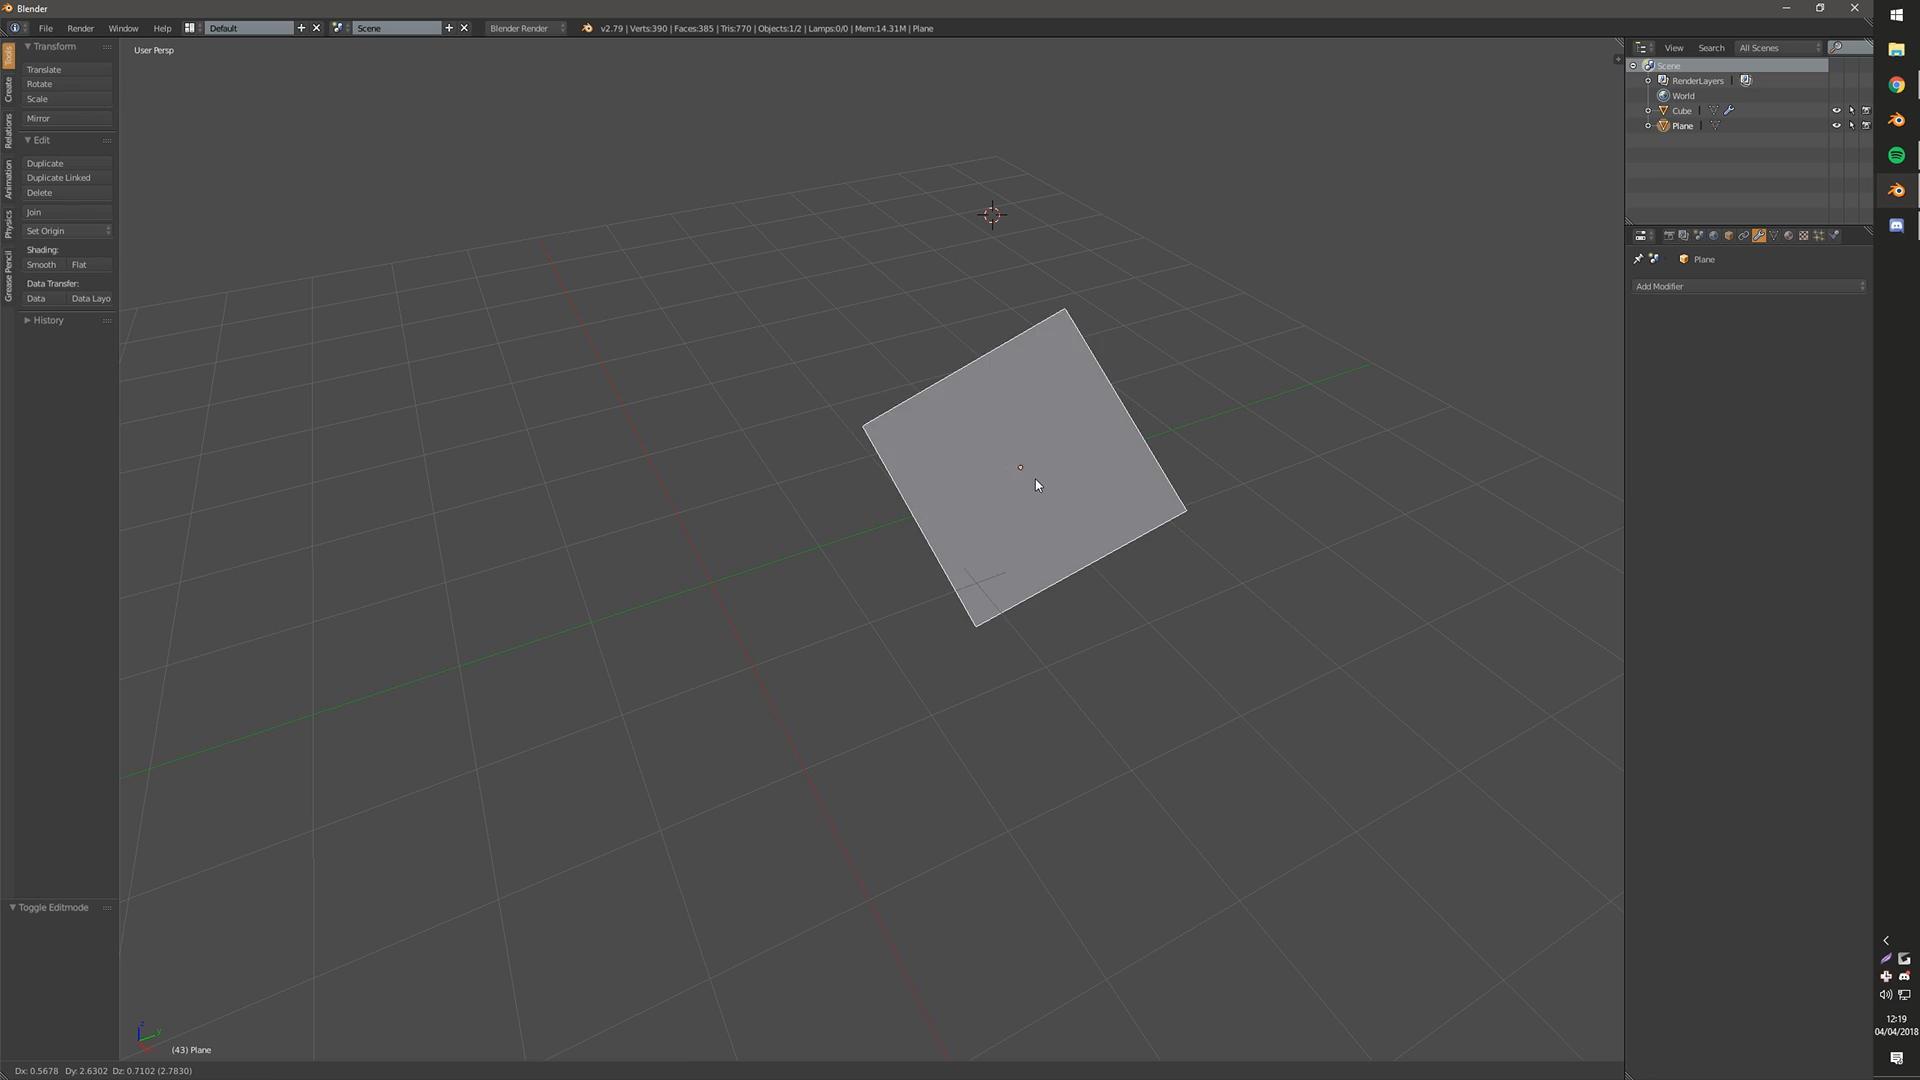 Blender
File Render Window Help Default Scene Blender Render v2.79 | Verts:390 | Faces:385 | Tris:770 | Objects:1/2 | Lamps:0/0 | Mem:14.31M | Plane
Tools
Create
Relations
Animation
Physics
Grease Pencil
Transform
Translate
Rotate
Scale
Mirror
Edit
Duplicate
Duplicate Linked
Delete
Join
Set Origin
Shading:
Smooth Flat
Data Transfer:
Data Data Layo
History
Toggle Editmode
User Persp
z
y
(43) Plane
Dx: 0.5678 Dy: 2.6302 Dz: 0.7102 (2.7830)
View Search All Scenes
Scene
RenderLayers |
World
Cube |
Plane |
Plane
Add Modifier
12:19
04/04/2018